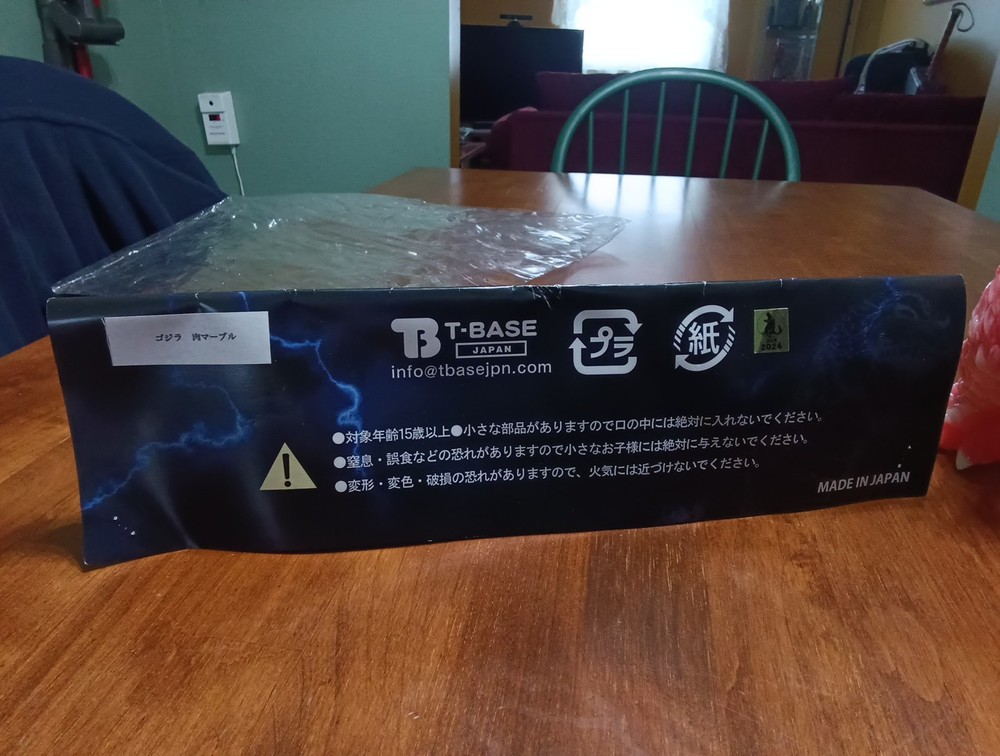 ゴジラ 肉マーブル
TB T-BASE
JAPAN
info@tbasejpn.com
プラ
紙
2024
●対象年齢15歳以上●小さな部品がありますので口の中には絶対に入れないでください。
●窒息・誤食などの恐れがありますので小さなお子様には絶対に与えないでください。
●変形・変色・破損の恐れがありますので、火気には近づけないでください。
MADE IN JAPAN